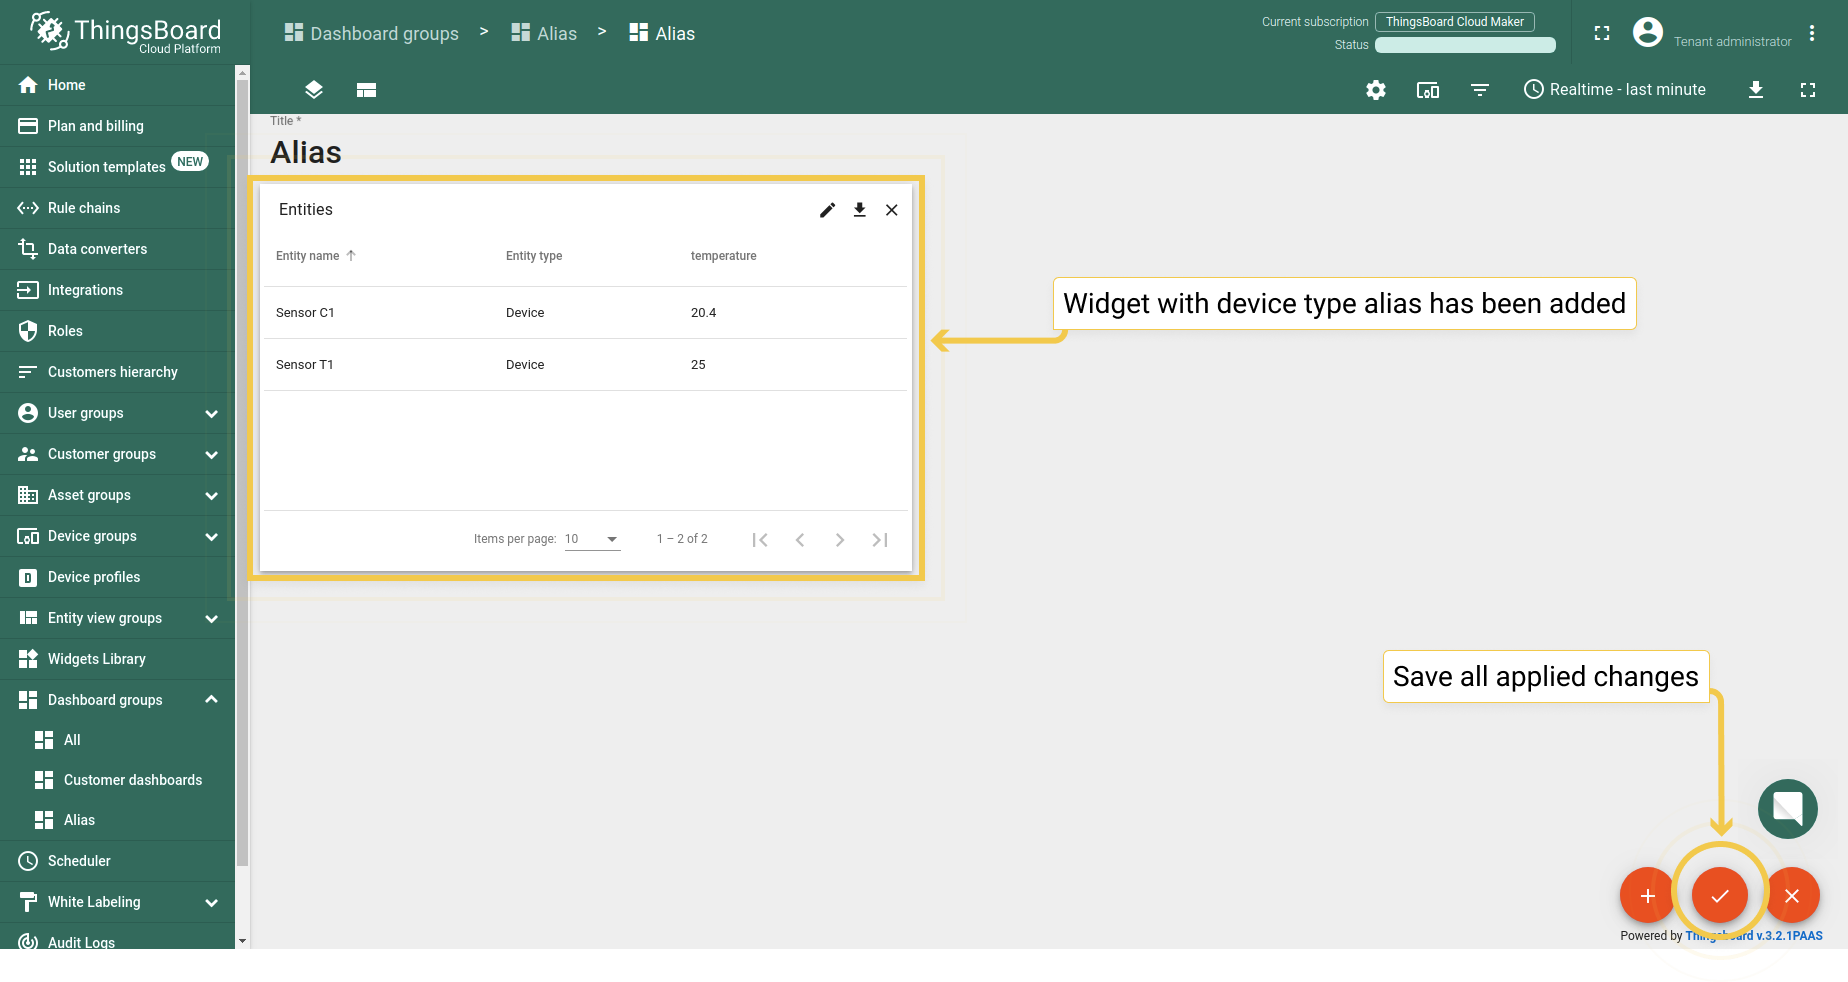 ThingsBoard
Cloud Platform
Dashboard groups > Alias > Alias
Current subscription ThingsBoard Cloud Maker
Status
Tenant administrator
Realtime - last minute
Home
Plan and billing
Solution templates NEW
Rule chains
Data converters
Integrations
Roles
Customers hierarchy
User groups
Customer groups
Asset groups
Device groups
Device profiles
Entity view groups
Widgets Library
Dashboard groups
All
Customer dashboards
Alias
Scheduler
White Labeling
Audit Logs
Title *
Alias
Entities
Entity name Entity type temperature
Sensor C1 Device 20.4
Sensor T1 Device 25
Items per page: 10 1 – 2 of 2
Widget with device type alias has been added
Save all applied changes
Powered by Thingsboard v.3.2.1PAAS